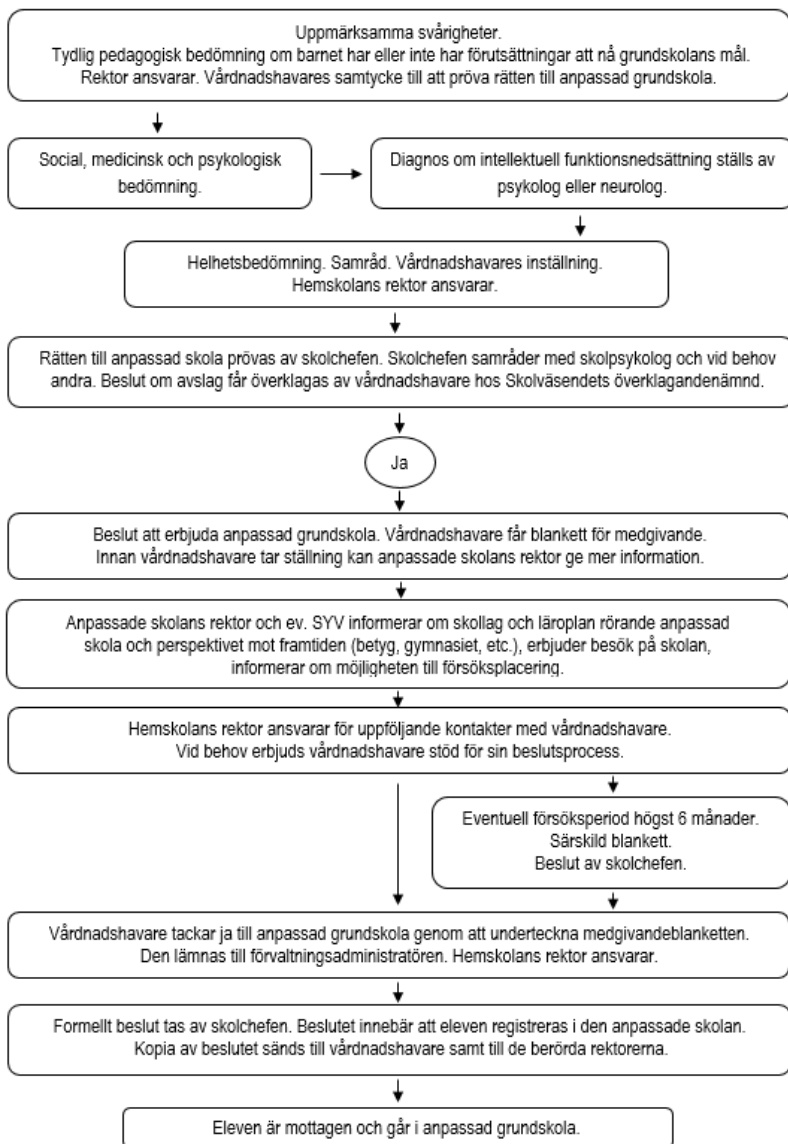 Uppmärksamma svårigheter.
Tydlig pedagogisk bedömning om barnet har eller inte har förutsättningar att nå grundskolans mål.
Rektor ansvarar. Vårdnadshavares samtycke till att pröva rätten till anpassad grundskola.
Social, medicinsk och psykologisk
bedömning.
Diagnos om intellektuell funktionsnedsättning ställs av
psykolog eller neurolog.
Helhetsbedömning. Samråd. Vårdnadshavares inställning.
Hemskolans rektor ansvarar.
Rätten till anpassad skola prövas av skolchefen. Skolchefen samråder med skolpsykolog och vid behov
andra. Beslut om avslag får överklagas av vårdnadshavare hos Skolväsendets överklagandenämnd.
Ja
Beslut att erbjuda anpassad grundskola. Vårdnadshavare får blankett för medgivande.
Innan vårdnadshavare tar ställning kan anpassade skolans rektor ge mer information.
Anpassade skolans rektor och ev. SYV informerar om skollag och läroplan rörande anpassad
skola och perspektivet mot framtiden (betyg, gymnasiet, etc.), erbjuder besök på skolan,
informerar om möjligheten till försöksplacering.
Hemskolans rektor ansvarar för uppföljande kontakter med vårdnadshavare.
Vid behov erbjuds vårdnadshavare stöd för sin beslutsprocess.
Eventuell försöksperiod högst 6 månader.
Särskild blankett.
Beslut av skolchefen.
Vårdnadshavare tackar ja till anpassad grundskola genom att underteckna medgivandeblanketten.
Den lämnas till förvaltningsadministratören. Hemskolans rektor ansvarar.
Formellt beslut tas av skolchefen. Beslutet innebär att eleven registreras i den anpassade skolan.
Kopia av beslutet sänds till vårdnadshavare samt till de berörda rektorerna.
Eleven är mottagen och går i anpassad grundskola.